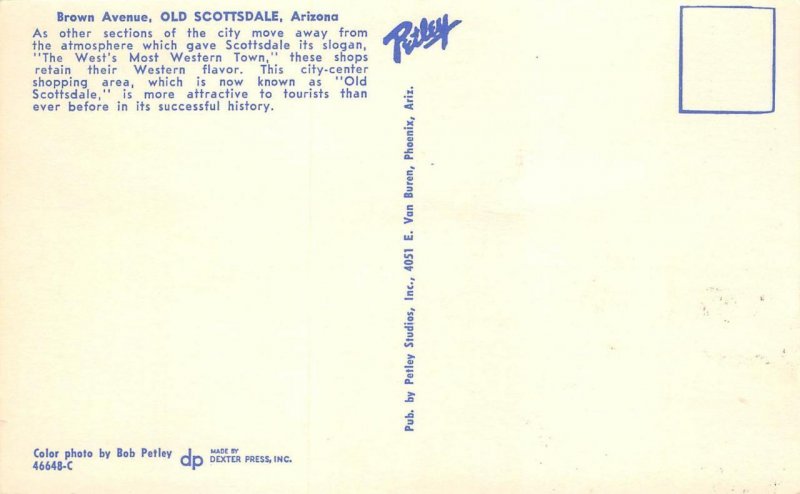 Brown Avenue, OLD SCOTTSDALE, Arizona
As other sections of the city move away from
the atmosphere which gave Scottsdale its slogan,
"The West's Most Western Town," these shops
retain their Western flavor. This city-center
shopping area, which is now known as "Old
Scottsdale," is more attractive to tourists than
ever before in its successful history.
Petley
Pub. by Petley Studios, Inc., 4051 E. Van Buren, Phoenix, Ariz.
Color photo by Bob Petley
46648-C
dp MADE BY
DEXTER PRESS, INC.